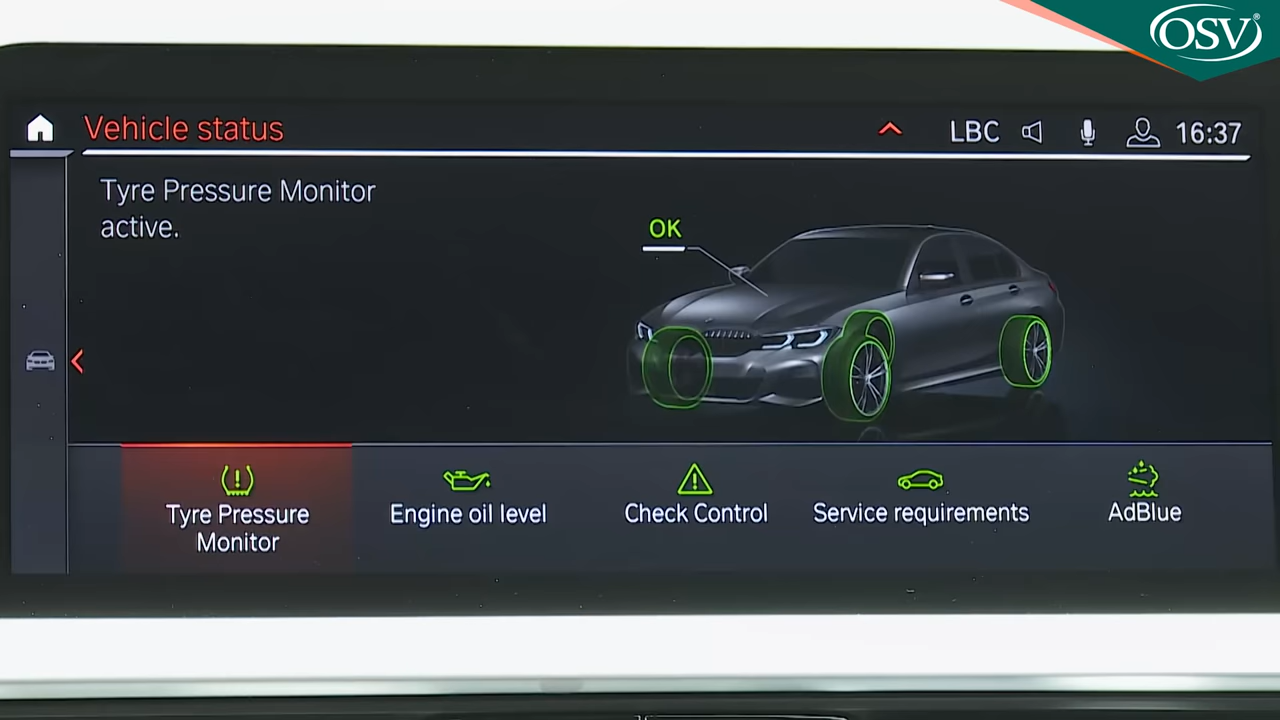 OSV®
Vehicle status
LBC
16:37
Tyre Pressure Monitor
active.
OK
Tyre Pressure
Monitor
Engine oil level
Check Control
Service requirements
AdBlue